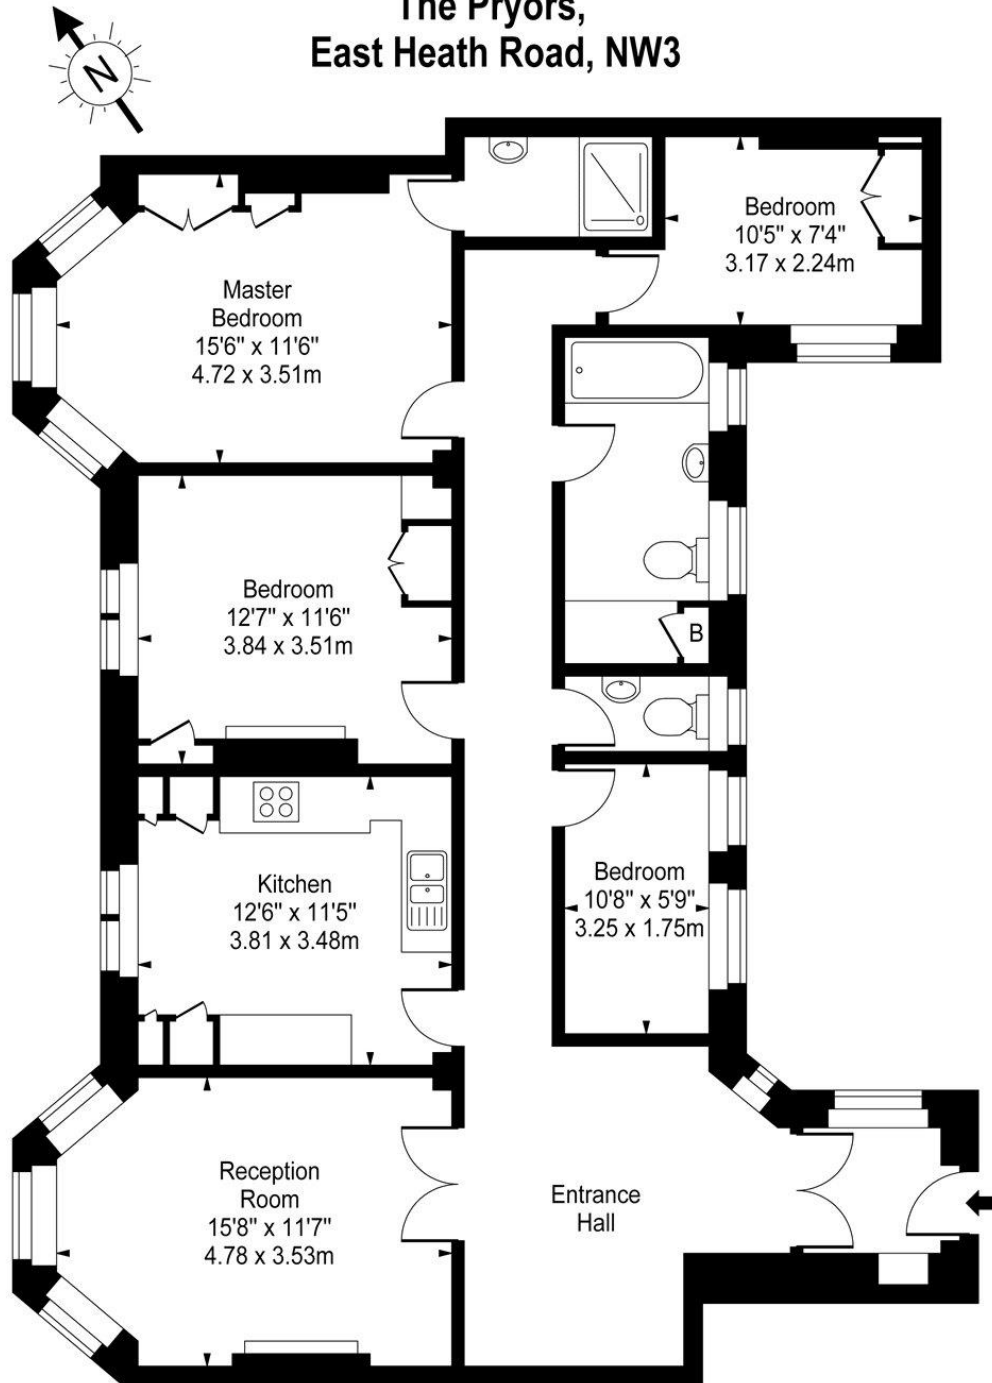 The Pryors,
East Heath Road, NW3
N
Bedroom
10'5" x 7'4"
3.17 x 2.24m
Master
Bedroom
15'6" x 11'6"
4.72 x 3.51m
Bedroom
12'7" x 11'6"
3.84 x 3.51m
B
Kitchen
12'6" x 11'5"
3.81 x 3.48m
Bedroom
10'8" x 5'9"
3.25 x 1.75m
Reception
Room
15'8" x 11'7"
4.78 x 3.53m
Entrance
Hall